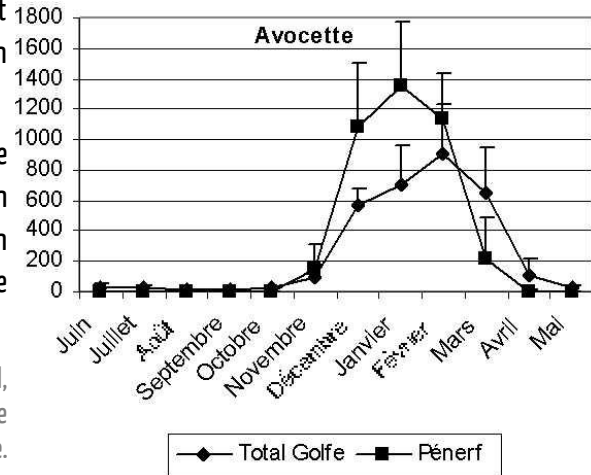 t
n
e
n
n
e
l,
e
e.
Avocette
1800
1600
1400
1200
1000
800
600
400
200
0
Juin
Juillet
Août
Septembre
Octobre
Novembre
Décembre
Janvier
Février
Mars
Avril
Mai
Total Golfe
Pénerf